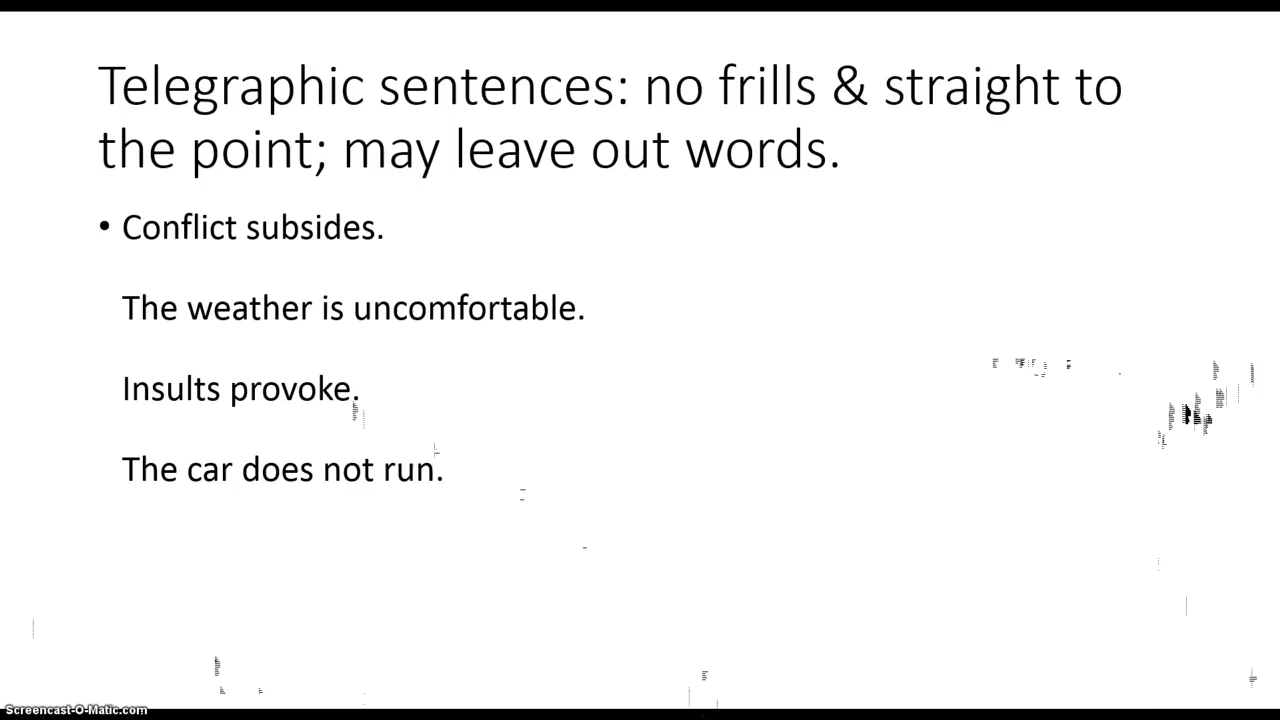 Telegraphic sentences: no frills & straight to
the point; may leave out words.
• Conflict subsides.
The weather is uncomfortable.
Insults provoke.
The car does not run.
Screencast-O-Matic.com